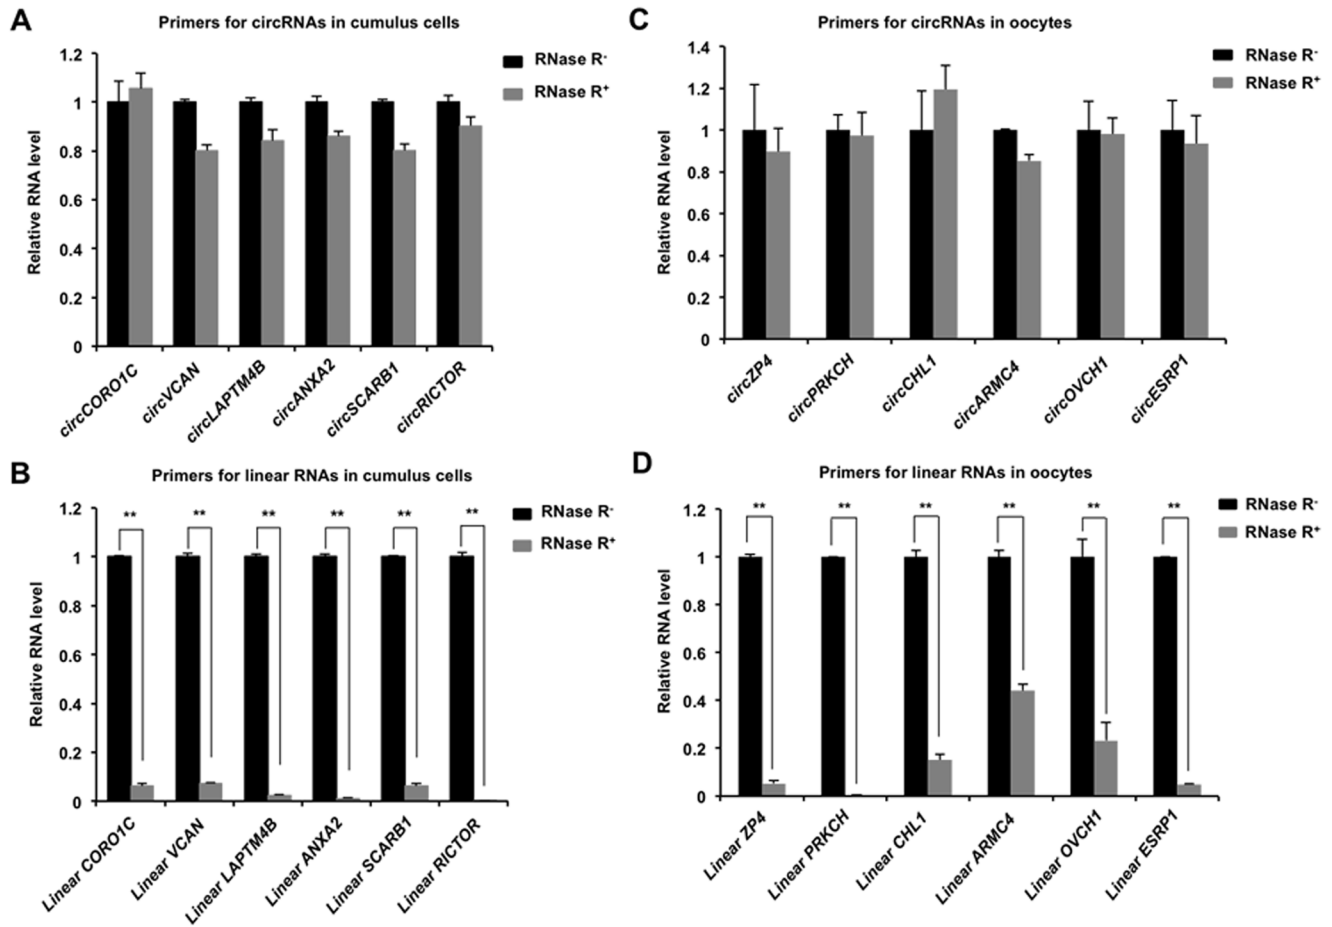 A
Primers for circRNAs in cumulus cells
RNase R-
RNase R+
Relative RNA level
1.2
1
0.8
0.6
0.4
0.2
0
circCORO1C
circVCAN
circLAPTM4B
circANXA2
circSCARB1
circRICTOR
C
Primers for circRNAs in oocytes
RNase R-
RNase R+
Relative RNA level
1.4
1.2
1
0.8
0.6
0.4
0.2
0
circZP4
circPRKCH
circCHL1
circARMC4
circOVCH1
circESRP1
B
Primers for linear RNAs in cumulus cells
RNase R-
RNase R+
Relative RNA level
1.2
1
0.8
0.6
0.4
0.2
0
** ** ** ** ** **
Linear CORO1C
Linear VCAN
Linear LAPTM4B
Linear ANXA2
Linear SCARB1
Linear RICTOR
D
Primers for linear RNAs in oocytes
RNase R-
RNase R+
Relative RNA level
1.2
1
0.8
0.6
0.4
0.2
0
** ** ** ** ** **
Linear ZP4
Linear PRKCH
Linear CHL1
Linear ARMC4
Linear OVCH1
Linear ESRP1